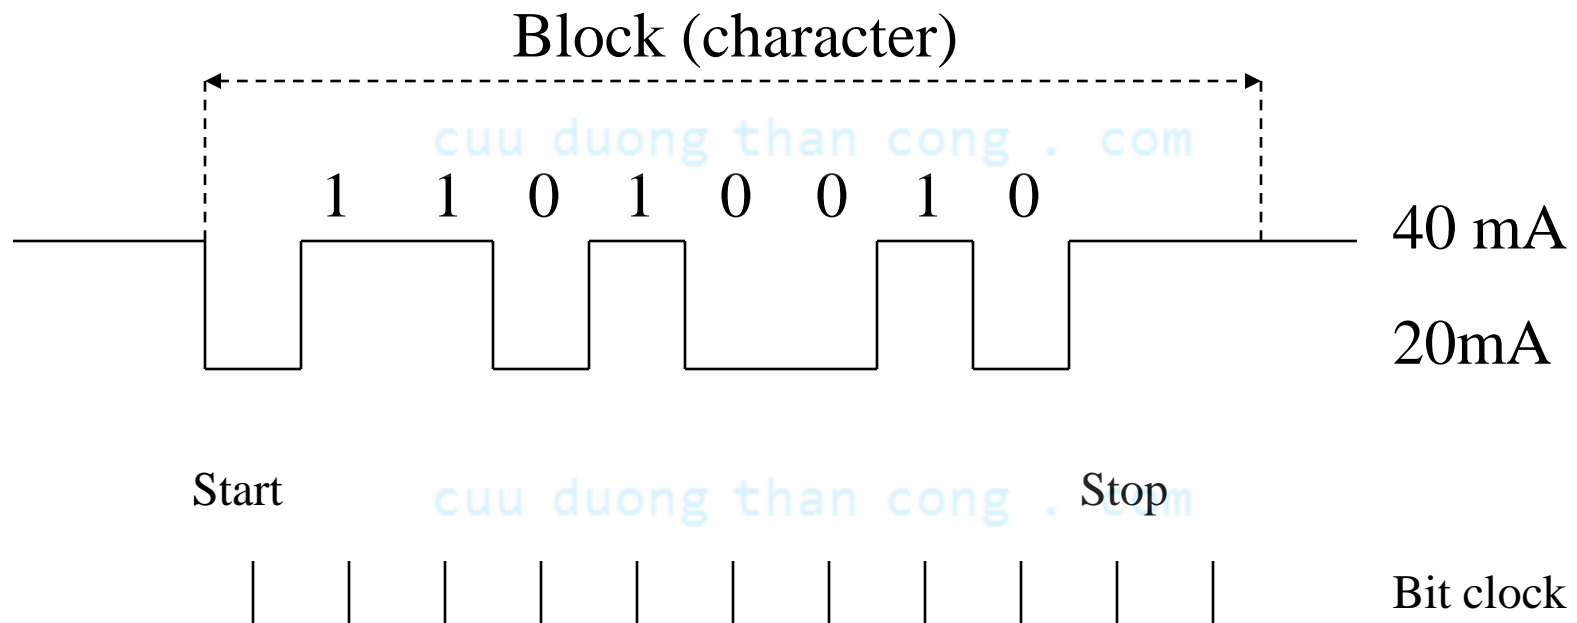 Block (character)
cuu duong than cong . com
1 1 0 1 0 0 1 0
40 mA
20mA
Start
Stop
cuu duong than cong . com
Bit clock